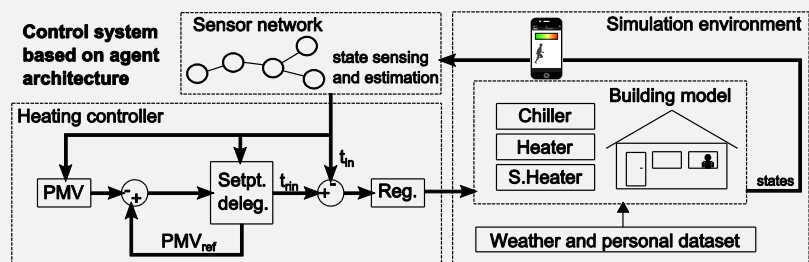 Control system
based on agent
architecture
Sensor network
state sensing
and estimation
Simulation environment
Building model
Chiller
Heater
S.Heater
states
Weather and personal dataset
Heating controller
PMV
-
+
Setpt.
deleg.
t_rin
t_in
+
-
Reg.
PMV_ref